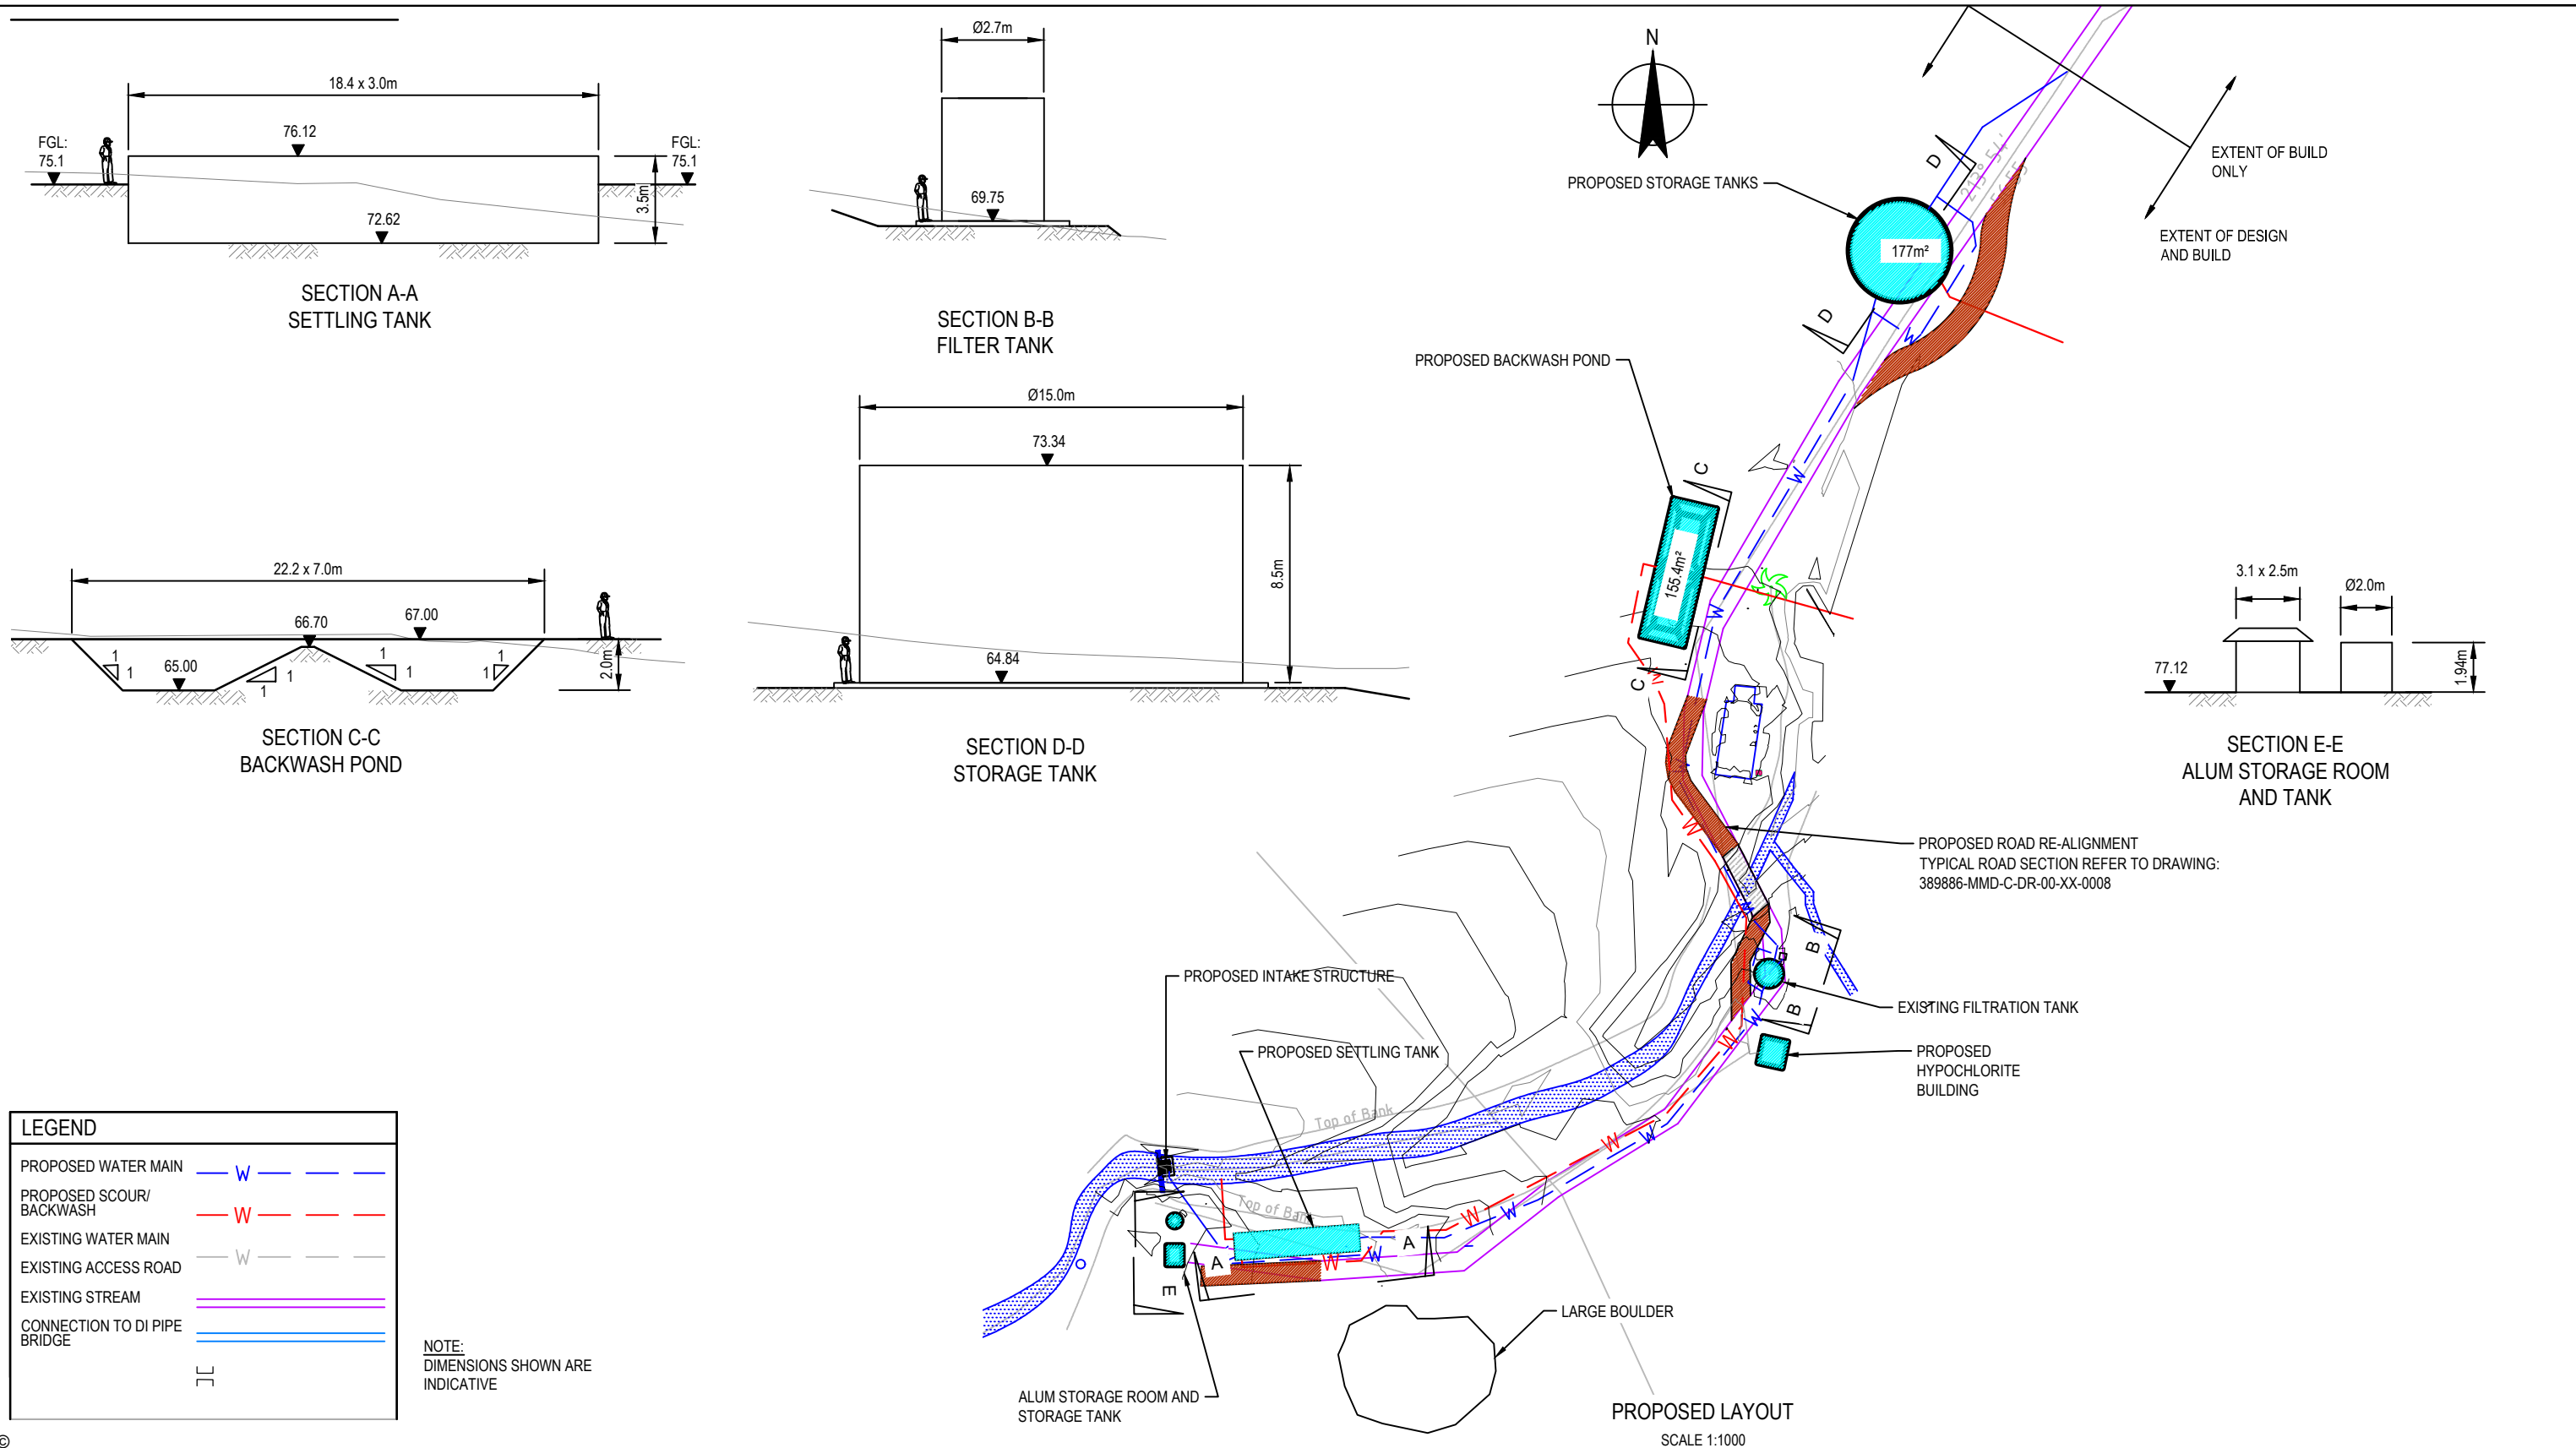 18.4 x 3.0m
FGL:
75.1
76.12
FGL:
75.1
3.5m
72.62
SECTION A-A
SETTLING TANK
Ø2.7m
69.75
SECTION B-B
FILTER TANK
22.2 x 7.0m
66.70
67.00
65.00
1
1
1
1
1
1
1
1
2.0m
SECTION C-C
BACKWASH POND
Ø15.0m
73.34
8.5m
64.84
SECTION D-D
STORAGE TANK
N
PROPOSED STORAGE TANKS
177m²
D
D
213° 51'
EXTENT OF BUILD
ONLY
EXTENT OF DESIGN
AND BUILD
W
PROPOSED BACKWASH POND
C
155.4m²
C
W
W
W
W
3.1 x 2.5m
Ø2.0m
77.12
1.94m
SECTION E-E
ALUM STORAGE ROOM
AND TANK
PROPOSED ROAD RE-ALIGNMENT
TYPICAL ROAD SECTION REFER TO DRAWING:
389886-MMD-C-DR-00-XX-0008
W
B
B
EXISTING FILTRATION TANK
PROPOSED
HYPOCHLORITE
BUILDING
PROPOSED INTAKE STRUCTURE
PROPOSED SETTLING TANK
Top of Bank
Top of Bank
W
W
W
W
W
W
W
W
W
A
A
E
LARGE BOULDER
ALUM STORAGE ROOM AND
STORAGE TANK
PROPOSED LAYOUT
SCALE 1:1000
LEGEND
PROPOSED WATER MAIN
W
PROPOSED SCOUR/
BACKWASH
W
EXISTING WATER MAIN
W
EXISTING ACCESS ROAD
EXISTING STREAM
CONNECTION TO DI PIPE
BRIDGE
NOTE:
DIMENSIONS SHOWN ARE
INDICATIVE
©